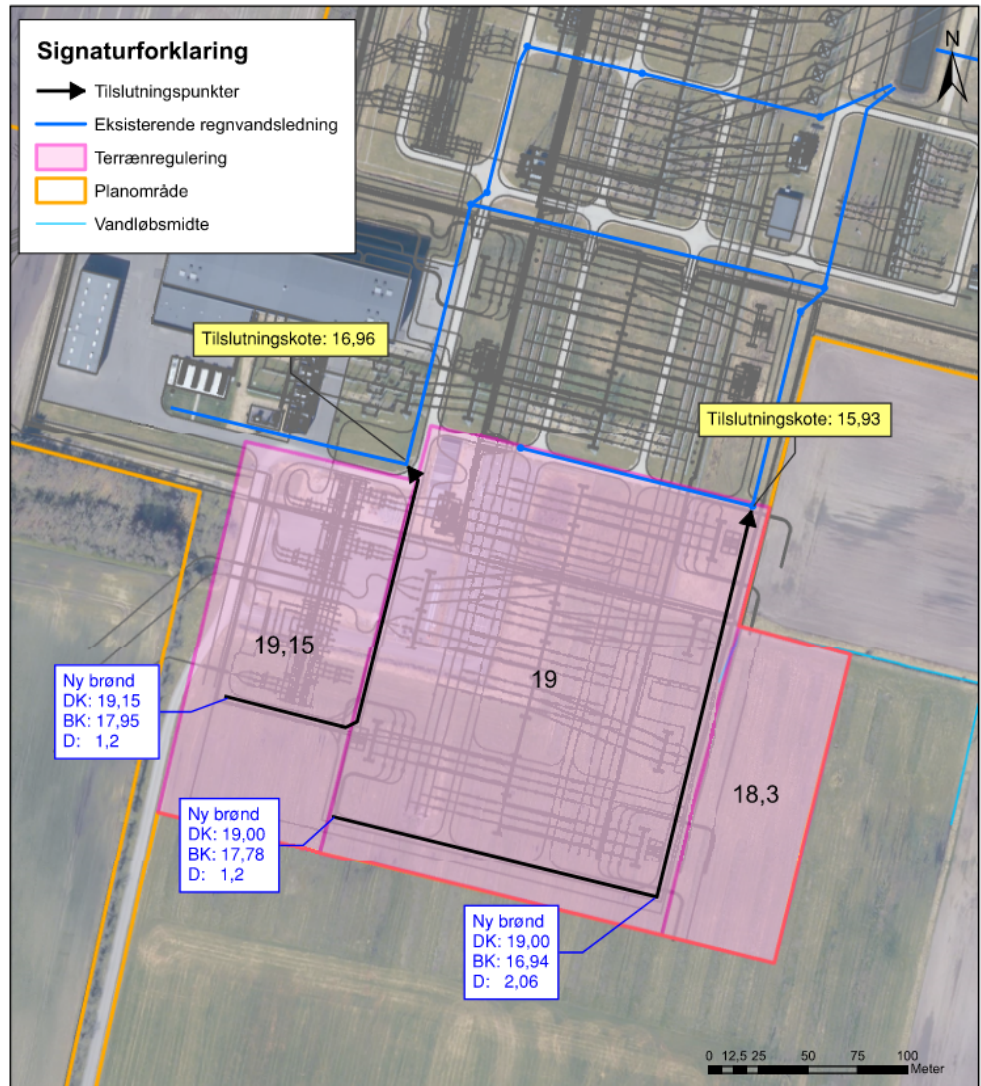 Signaturforklaring
Tilslutningspunkter
Eksisterende regnvandsledning
Terrænregulering
Planområde
Vandløbsmidte
N
Tilslutningskote: 16,96
Tilslutningskote: 15,93
19,15
19
18,3
Ny brønd
DK: 19,15
BK: 17,95
D: 1,2
Ny brønd
DK: 19,00
BK: 17,78
D: 1,2
Ny brønd
DK: 19,00
BK: 16,94
D: 2,06
0 12,5 25 50 75 100
Meter